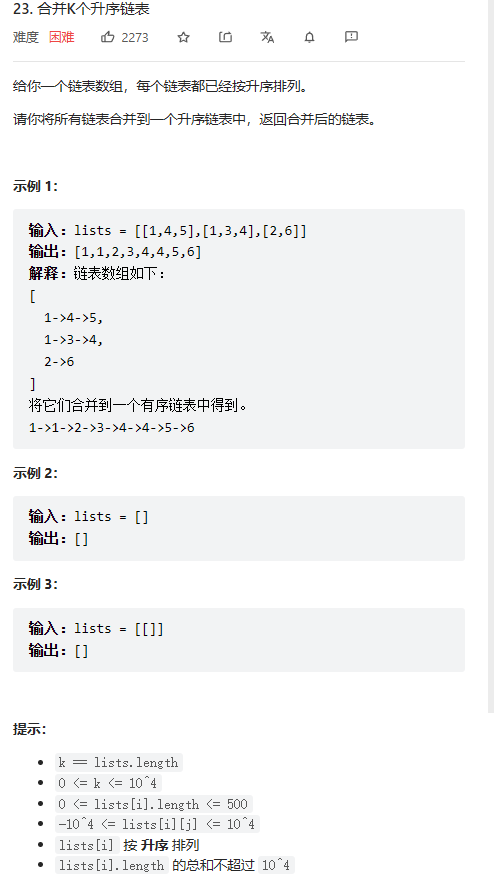 23. 合并K个升序链表
难度 困难 2273
给你一个链表数组，每个链表都已经按升序排列。
请你将所有链表合并到一个升序链表中，返回合并后的链表。
示例 1：
输入：lists = [[1,4,5],[1,3,4],[2,6]]
输出：[1,1,2,3,4,4,5,6]
解释：链表数组如下：
[
  1->4->5,
  1->3->4,
  2->6
]
将它们合并到一个有序链表中得到。
1->1->2->3->4->4->5->6
示例 2：
输入：lists = []
输出：[]
示例 3：
输入：lists = [[]]
输出：[]
提示：
k == lists.length
0 <= k <= 10^4
0 <= lists[i].length <= 500
-10^4 <= lists[i][j] <= 10^4
lists[i] 按 升序 排列
lists[i].length 的总和不超过 10^4